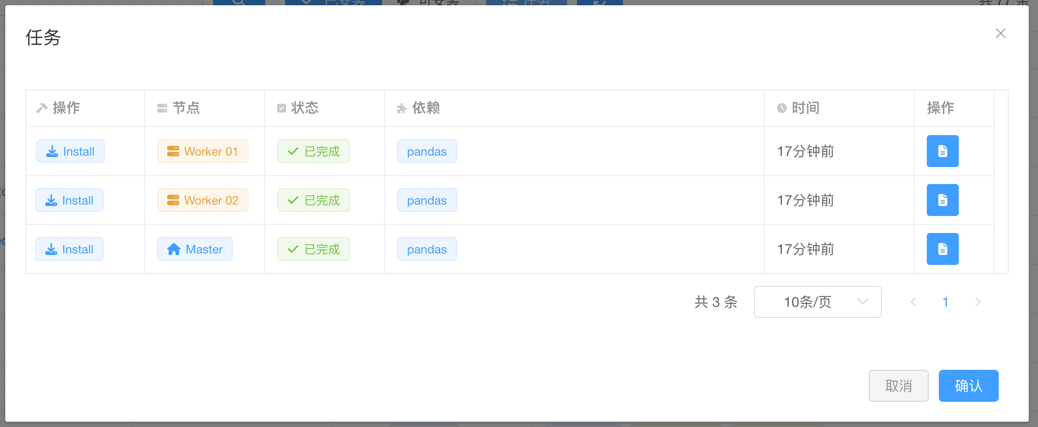 任务
操作 节点 状态 依赖 时间 操作
Install Worker 01 已完成 pandas 17分钟前
Install Worker 02 已完成 pandas 17分钟前
Install Master 已完成 pandas 17分钟前
共 3 条 10条/页 1
取消 确认